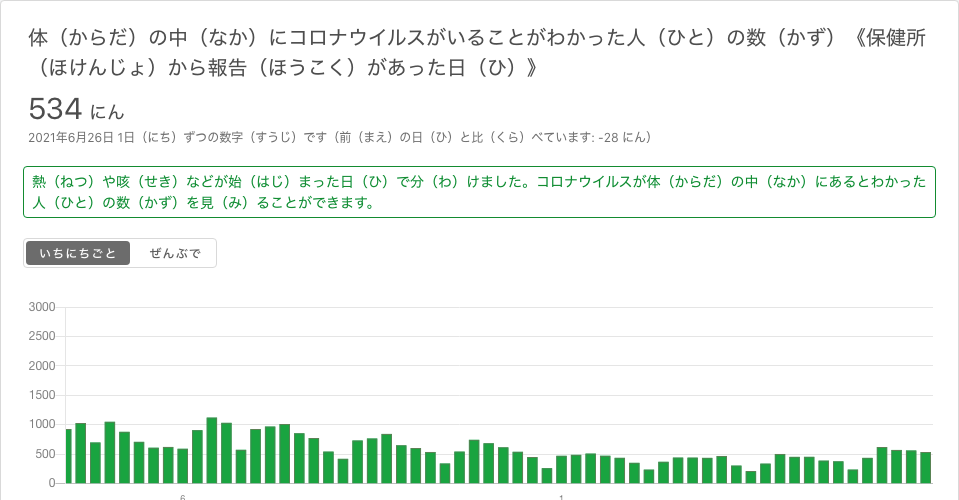 体（からだ）の中（なか）にコロナウイルスがいることがわかった人（ひと）の数（かず）《保健所
（ほけんじょ）から報告（ほうこく）があった日（ひ）》
534 にん
2021年6月26日 1日（にち）ずつの数字（すうじ）です（前（まえ）の日（ひ）と比（くら）べています: -28 にん）
熱（ねつ）や咳（せき）などが始（はじ）まった日（ひ）で分（わ）けました。コロナウイルスが体（からだ）の中（なか）にあるとわかった
人（ひと）の数（かず）を見（み）ることができます。
いちにちごと ぜんぶで
3000
2500
2000
1500
1000
500
0
6 1